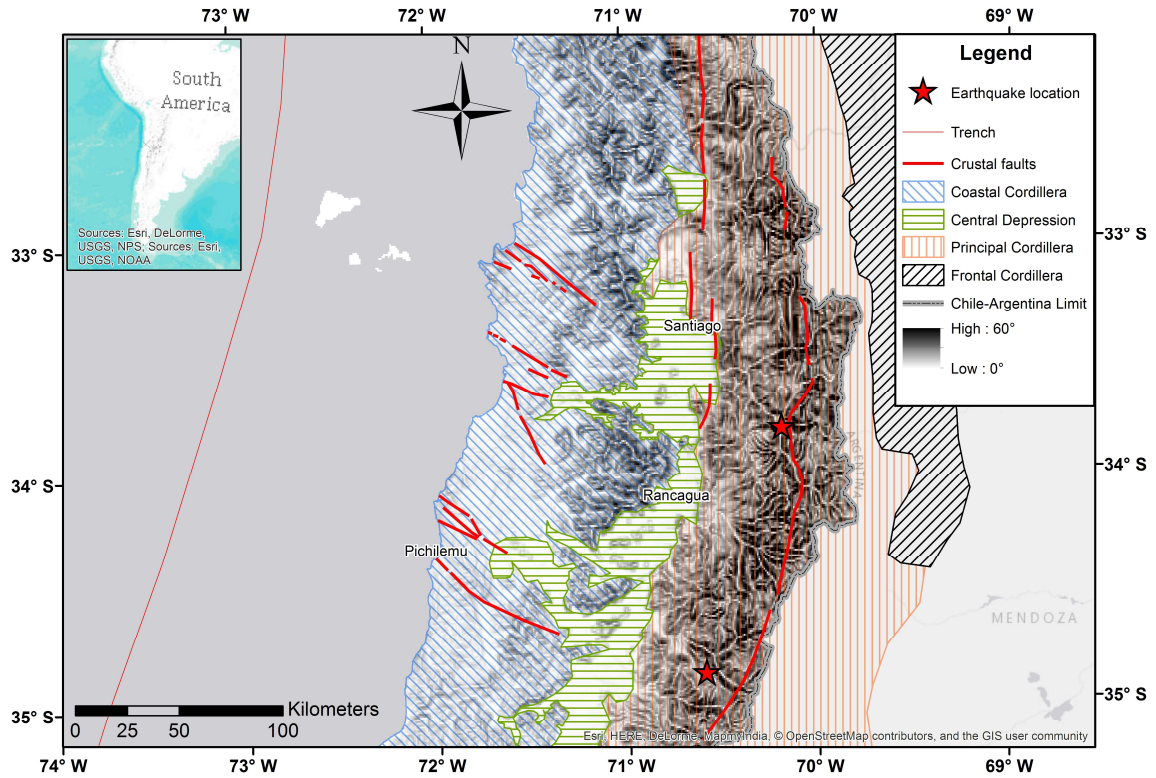 73° W
72° W
71° W
70° W
69° W
South
America
Sources: Esri, DeLorme,
USGS, NPS; Sources: Esri,
USGS, NOAA
N
Legend
Earthquake location
Trench
Crustal faults
Coastal Cordillera
Central Depression
Principal Cordillera
Frontal Cordillera
Chile-Argentina Limit
High : 60°
Low : 0°
33° S
33° S
Santiago
ARGENTINA
34° S
34° S
Rancagua
Pichilemu
MENDOZA
35° S
35° S
Kilometers
0 25 50 100
Esri, HERE, DeLorme, MapmyIndia, © OpenStreetMap contributors, and the GIS user community
74° W
73° W
72° W
71° W
70° W